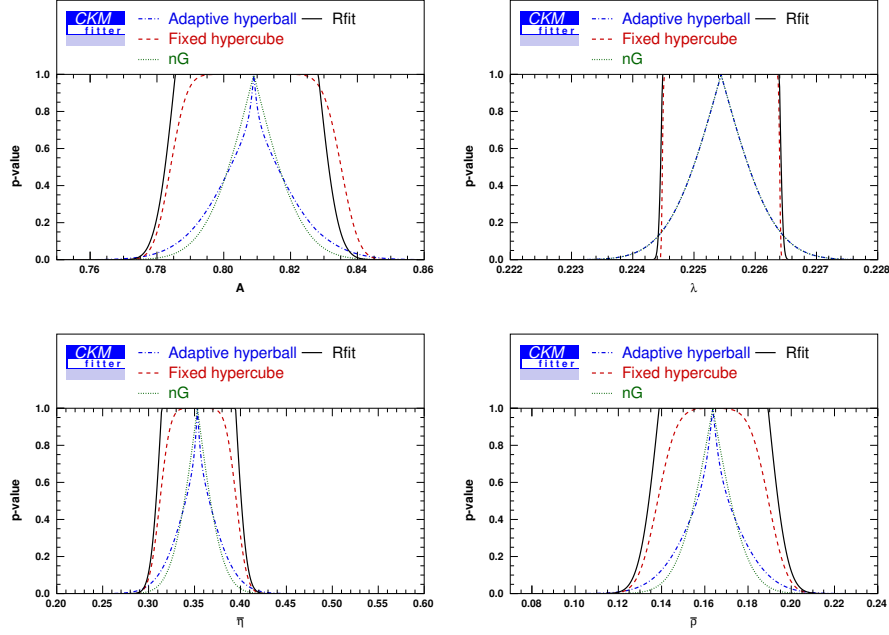 CKM
fitter
Adaptive hyperball
Rfit
Fixed hypercube
nG
p-value
1.0
0.8
0.6
0.4
0.2
0.0
0.76 0.78 0.80 0.82 0.84 0.86
A
CKM
fitter
Adaptive hyperball
Rfit
Fixed hypercube
nG
p-value
1.0
0.8
0.6
0.4
0.2
0.0
0.222 0.223 0.224 0.225 0.226 0.227 0.228
λ
CKM
fitter
Adaptive hyperball
Rfit
Fixed hypercube
nG
p-value
1.0
0.8
0.6
0.4
0.2
0.0
0.20 0.25 0.30 0.35 0.40 0.45 0.50 0.55 0.60
η̅
CKM
fitter
Adaptive hyperball
Rfit
Fixed hypercube
nG
p-value
1.0
0.8
0.6
0.4
0.2
0.0
0.08 0.10 0.12 0.14 0.16 0.18 0.20 0.22 0.24
ρ̅